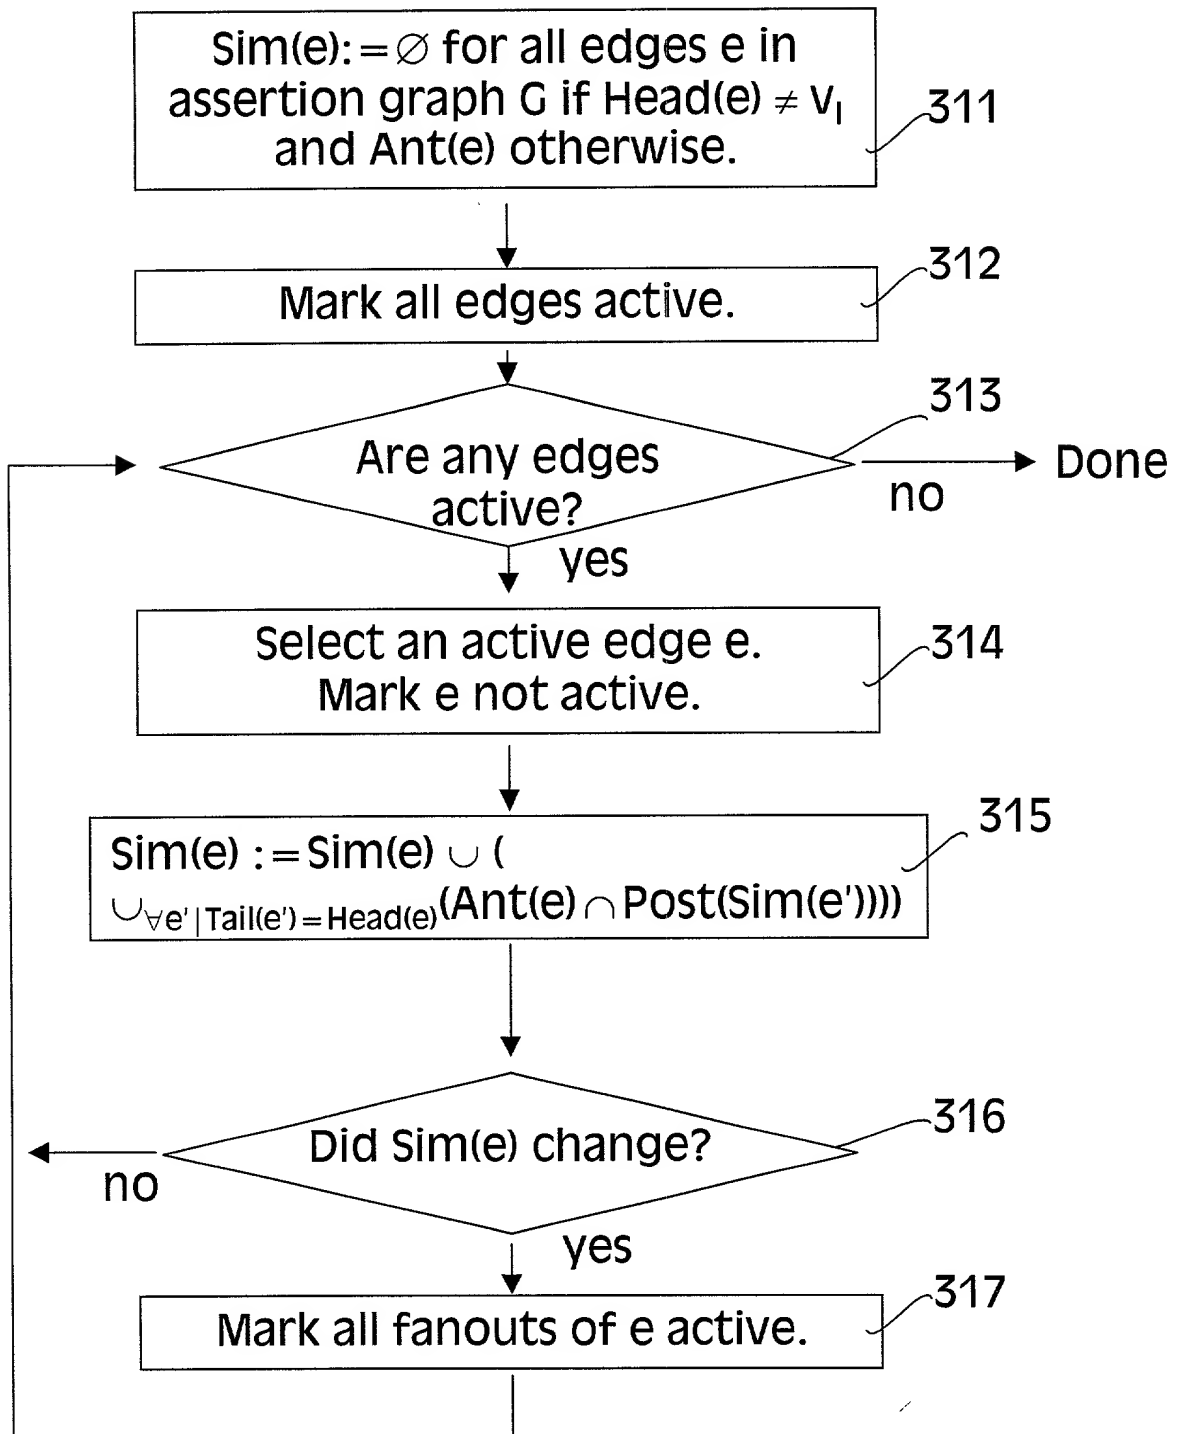 Sim(e):=∅ for all edges e in
assertion graph G if Head(e) ≠ vI
and Ant(e) otherwise.
311
312
Mark all edges active.
313
Are any edges
active?
Done
no
yes
Select an active edge e.
Mark e not active.
314
315
Sim(e) := Sim(e) ∪ (
∪∀e'|Tail(e')=Head(e)(Ant(e)∩Post(Sim(e'))))
316
Did Sim(e) change?
no
yes
317
Mark all fanouts of e active.